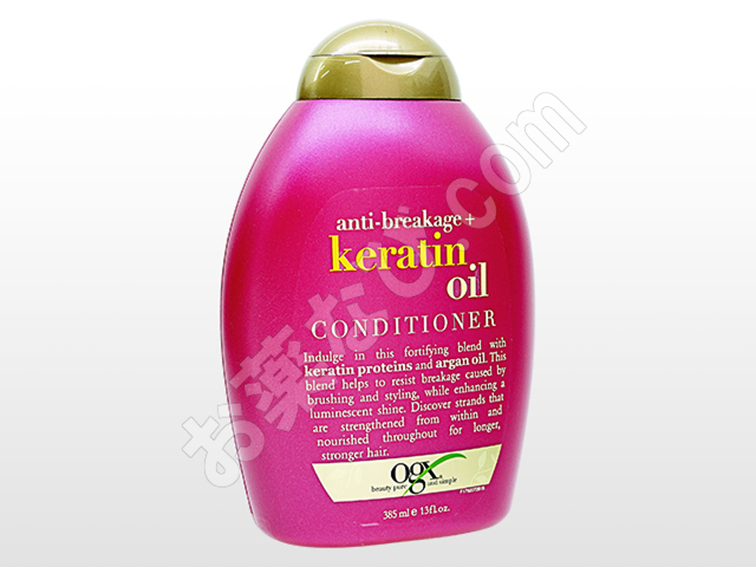 anti-breakage+
keratin
oil
CONDITIONER
Indulge in this fortifying blend with
keratin proteins and argan oil. This
blend helps to resist breakage caused by
brushing and styling, while enhancing a
luminescent shine. Discover strands that
are strengthened from within and
nourished throughout for longer,
stronger hair.
ogx
beauty pure and simple
385 ml e 13fl.oz.
お薬なび.com